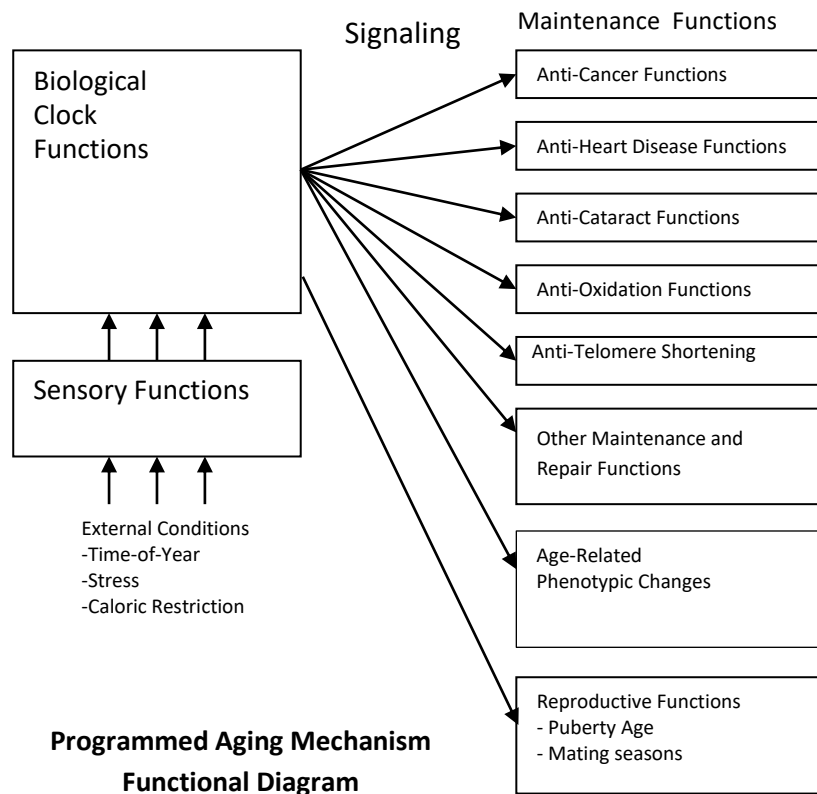 Signaling
Maintenance Functions
Biological
Clock
Functions
Anti-Cancer Functions
Anti-Heart Disease Functions
Anti-Cataract Functions
Anti-Oxidation Functions
Anti-Telomere Shortening
Sensory Functions
Other Maintenance and
Repair Functions
External Conditions
-Time-of-Year
-Stress
-Caloric Restriction
Age-Related
Phenotypic Changes
Reproductive Functions
- Puberty Age
- Mating seasons
Programmed Aging Mechanism
Functional Diagram